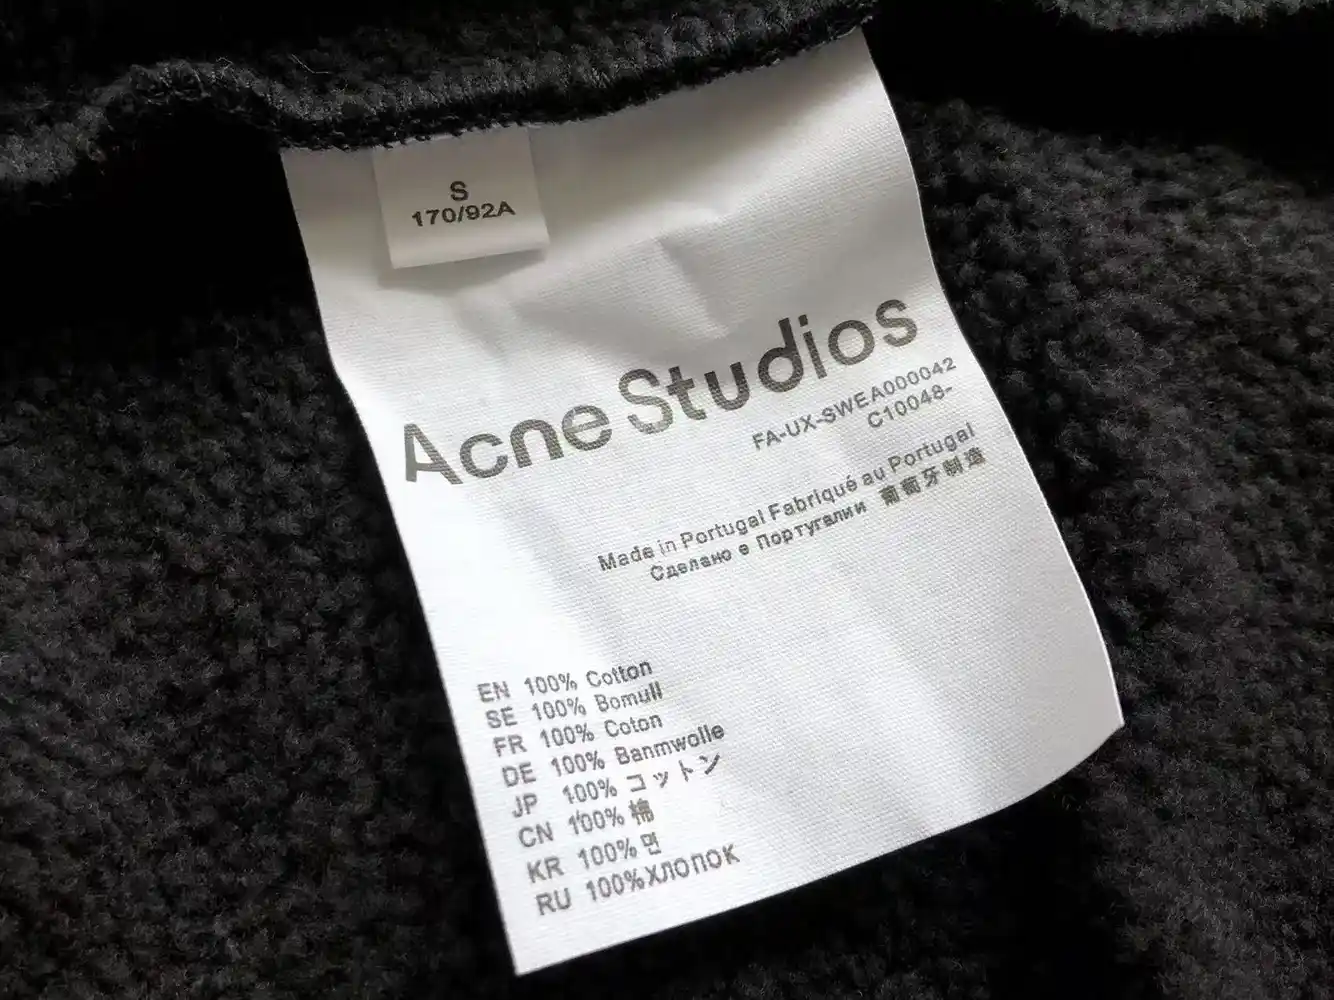 S
170/92A
Acne Studios
FA-UX-SWEA000042
C10048-
Made in Portugal Fabriqué au Portugal
Сделано в Португалии 葡萄牙制造
EN 100% Cotton
SE 100% Bomull
FR 100% Coton
DE 100% Banmwolle
JP 100% コットン
CN 100% 棉
KR 100% 면
RU 100%ХЛОПОК